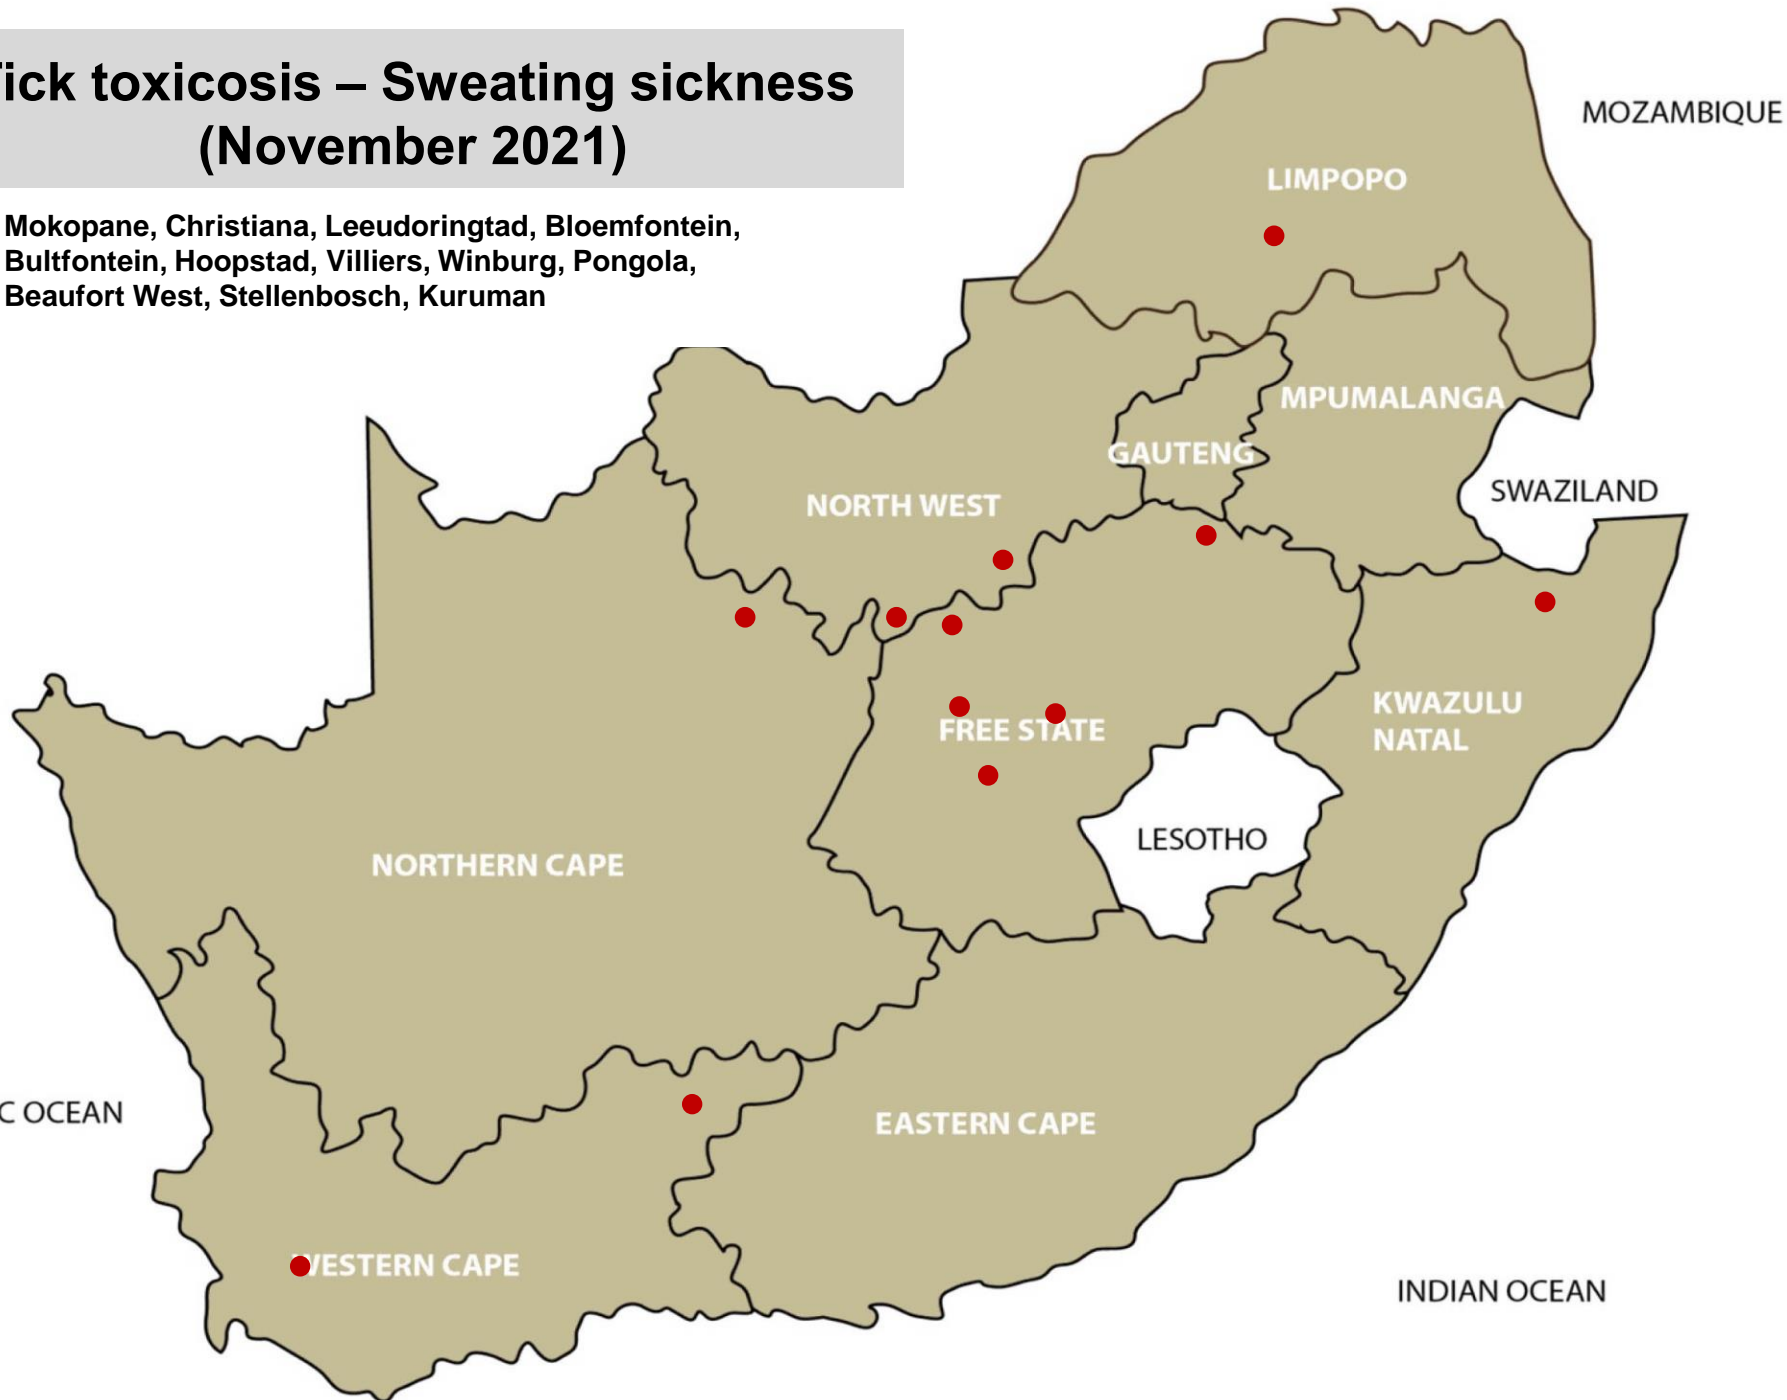 ick toxicosis – Sweating sickness
(November 2021)
Mokopane, Christiana, Leeudoringtad, Bloemfontein,
Bultfontein, Hoopstad, Villiers, Winburg, Pongola,
Beaufort West, Stellenbosch, Kuruman
MOZAMBIQUE
LIMPOPO
MPUMALANGA
GAUTENG
SWAZILAND
NORTH WEST
KWAZULU
NATAL
FREE STATE
LESOTHO
NORTHERN CAPE
C OCEAN
EASTERN CAPE
WESTERN CAPE
INDIAN OCEAN